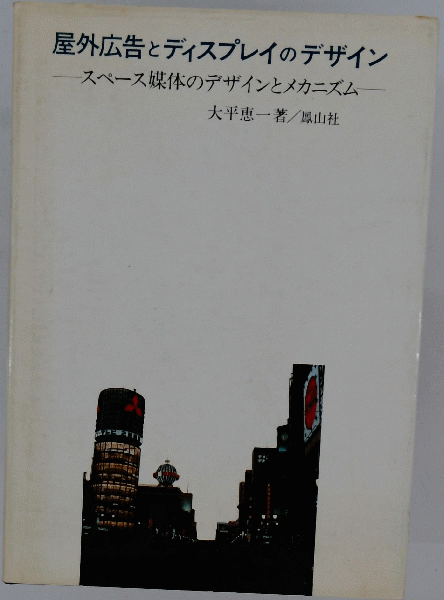 屋外広告とディスプレイのデザイン
―スペース媒体のデザインとメカニズム―
大平恵一著/鳳山社